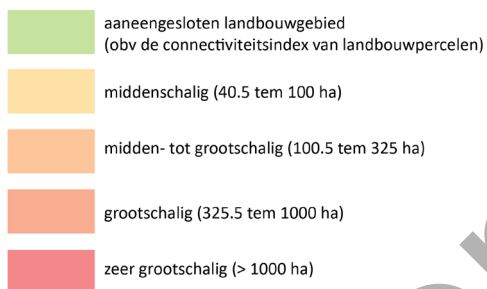 aaneengesloten landbouwgebied
(obv de connectiviteitsindex van landbouwpercelen)
middenschalig (40.5 tem 100 ha)
midden- tot grootschalig (100.5 tem 325 ha)
grootschalig (325.5 tem 1000 ha)
zeer grootschalig (> 1000 ha)